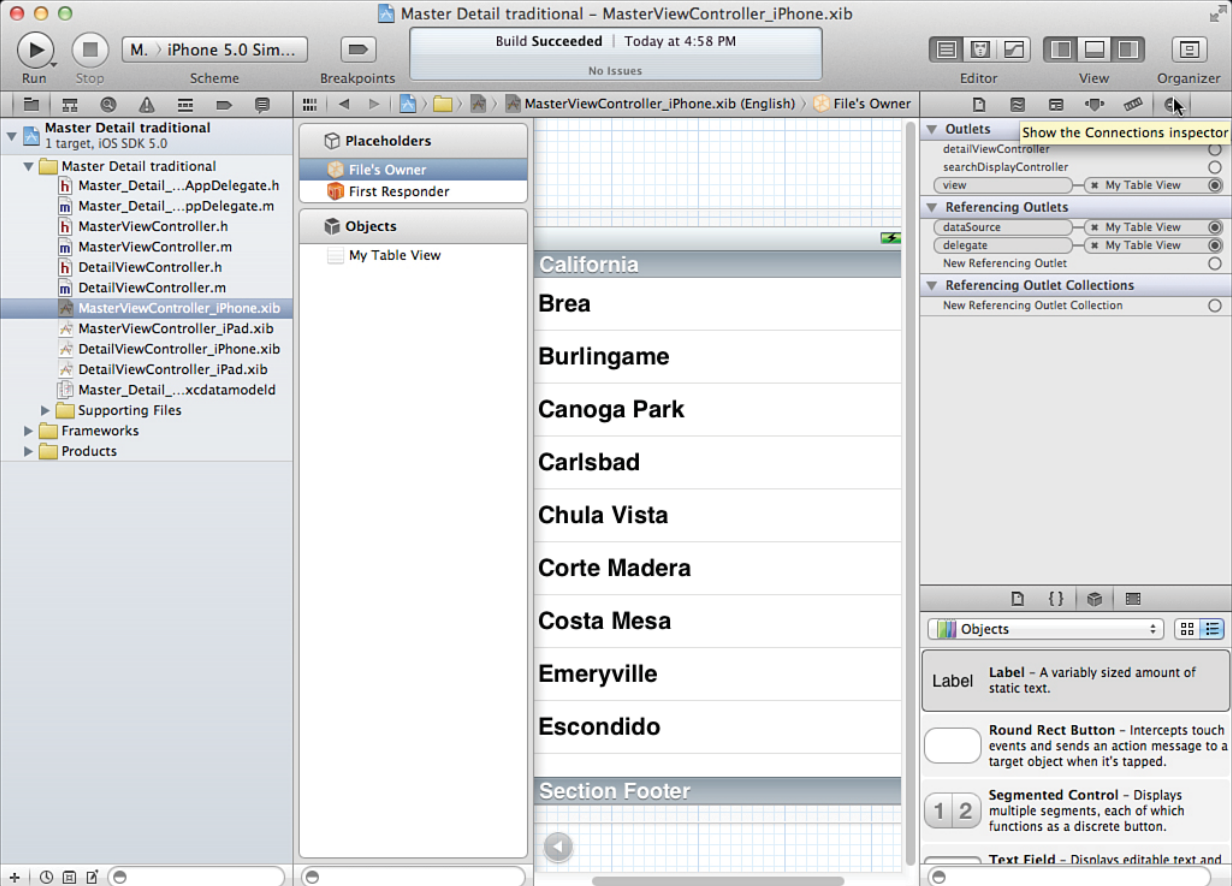 Master Detail traditional – MasterViewController_iPhone.xib
Run
Stop
M. 〉 iPhone 5.0 Sim...
Scheme
Breakpoints
Build Succeeded | Today at 4:58 PM
No Issues
Editor
View
Organizer
MasterViewController_iPhone.xib (English)
File's Owner
Master Detail traditional
1 target, iOS SDK 5.0
Master Detail traditional
h Master_Detail_...AppDelegate.h
m Master_Detail_...ppDelegate.m
h MasterViewController.h
m MasterViewController.m
h DetailViewController.h
m DetailViewController.m
MasterViewController_iPhone.xib
MasterViewController_iPad.xib
DetailViewController_iPhone.xib
DetailViewController_iPad.xib
Master_Detail_...xcdatamodeld
Supporting Files
Frameworks
Products
Placeholders
File's Owner
First Responder
Objects
My Table View
California
Brea
Burlingame
Canoga Park
Carlsbad
Chula Vista
Corte Madera
Costa Mesa
Emeryville
Escondido
Section Footer
Outlets
Show the Connections inspector
detailViewController
searchDisplayController
view My Table View
Referencing Outlets
dataSource My Table View
delegate My Table View
New Referencing Outlet
Referencing Outlet Collections
New Referencing Outlet Collection
{ }
Objects
Label
Label – A variably sized amount of
static text.
Round Rect Button – Intercepts touch
events and sends an action message to a
target object when it's tapped.
1 2
Segmented Control – Displays
multiple segments, each of which
functions as a discrete button.
Text Field – Displays editable text and